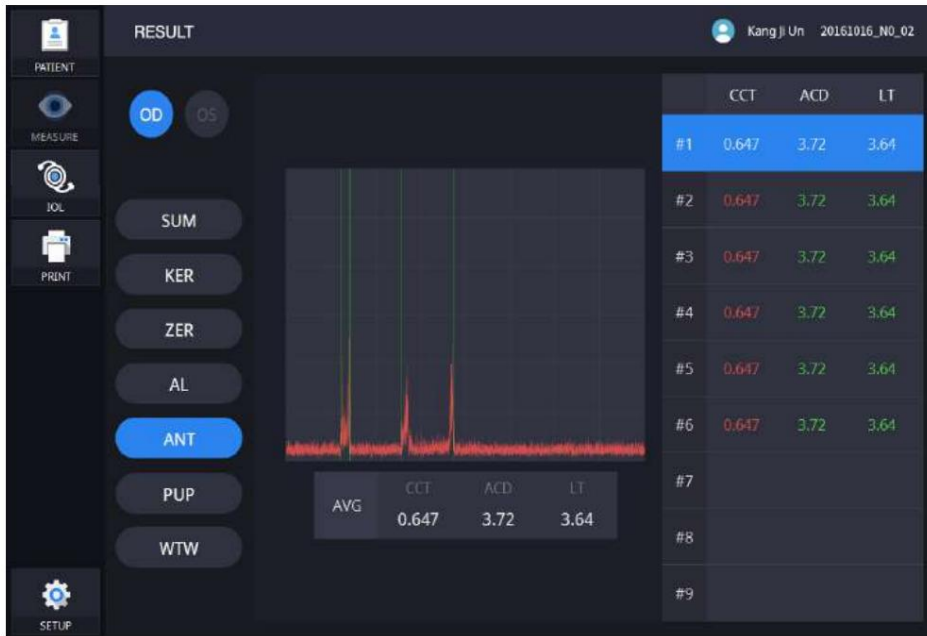 PATIENT
MEASURE
IOL
PRINT
SETUP
RESULT
Kang Ji Un 20161016_N0_02
OD OS
SUM
KER
ZER
AL
ANT
PUP
WTW
CCT ACD LT
AVG 0.647 3.72 3.64
CCT ACD LT
#1 0.647 3.72 3.64
#2 0.647 3.72 3.64
#3 0.647 3.72 3.64
#4 0.647 3.72 3.64
#5 0.647 3.72 3.64
#6 0.647 3.72 3.64
#7
#8
#9